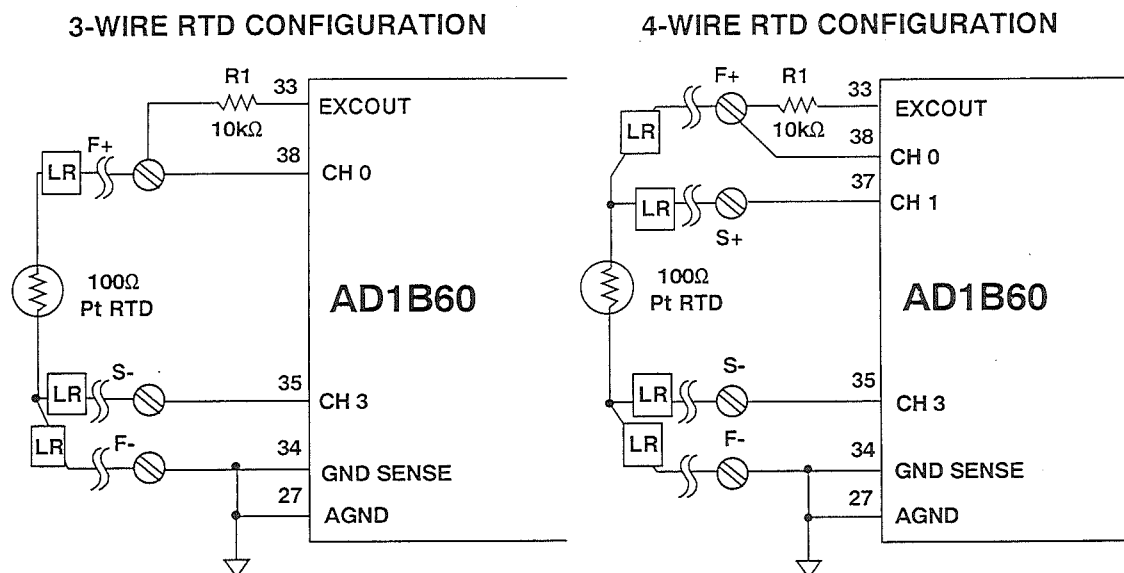 3-WIRE RTD CONFIGURATION
R1
33
EXCOUT
10kΩ
F+
38
LR
CH 0
100Ω
Pt RTD
AD1B60
S-
35
LR
CH 3
LR
F-
34
GND SENSE
27
AGND
4-WIRE RTD CONFIGURATION
F+
R1
33
EXCOUT
LR
10kΩ
38
CH 0
37
LR
CH 1
S+
100Ω
Pt RTD
AD1B60
S-
35
LR
CH 3
LR
F-
34
GND SENSE
27
AGND